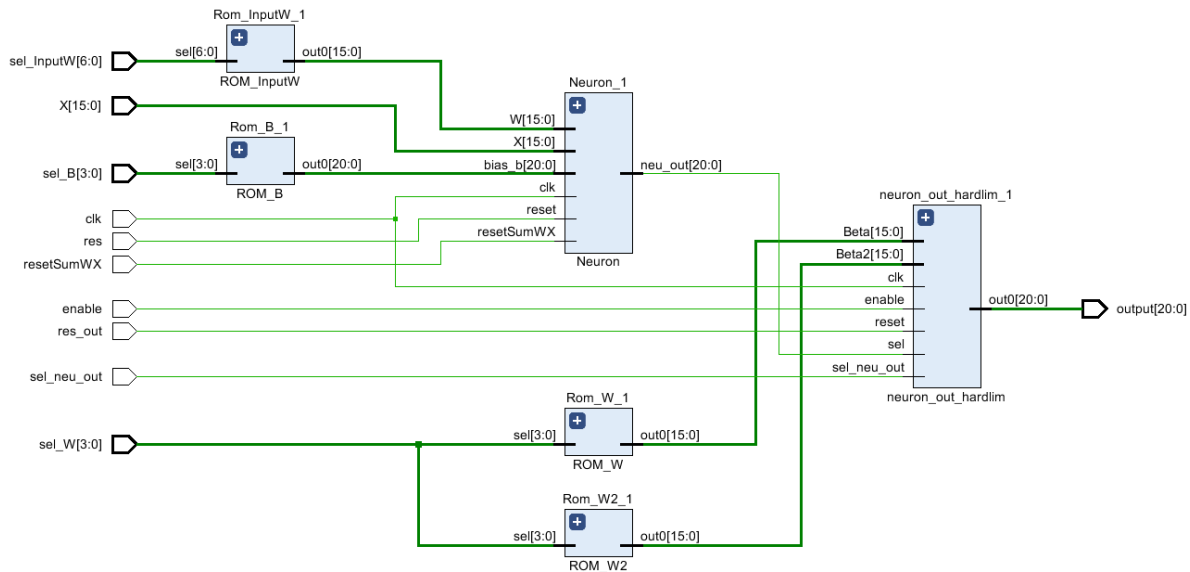 Rom_InputW_1
sel_InputW[6:0]
sel[6:0]
out0[15:0]
ROM_InputW
X[15:0]
Rom_B_1
sel_B[3:0]
sel[3:0]
out0[20:0]
ROM_B
clk
res
resetSumWX
enable
res_out
sel_neu_out
sel_W[3:0]
Neuron_1
W[15:0]
X[15:0]
bias_b[20:0]
clk
reset
resetSumWX
neu_out[20:0]
Neuron
neuron_out_hardlim_1
Beta[15:0]
Beta2[15:0]
clk
enable
reset
sel
sel_neu_out
out0[20:0]
output[20:0]
neuron_out_hardlim
Rom_W_1
sel[3:0]
out0[15:0]
ROM_W
Rom_W2_1
sel[3:0]
out0[15:0]
ROM_W2